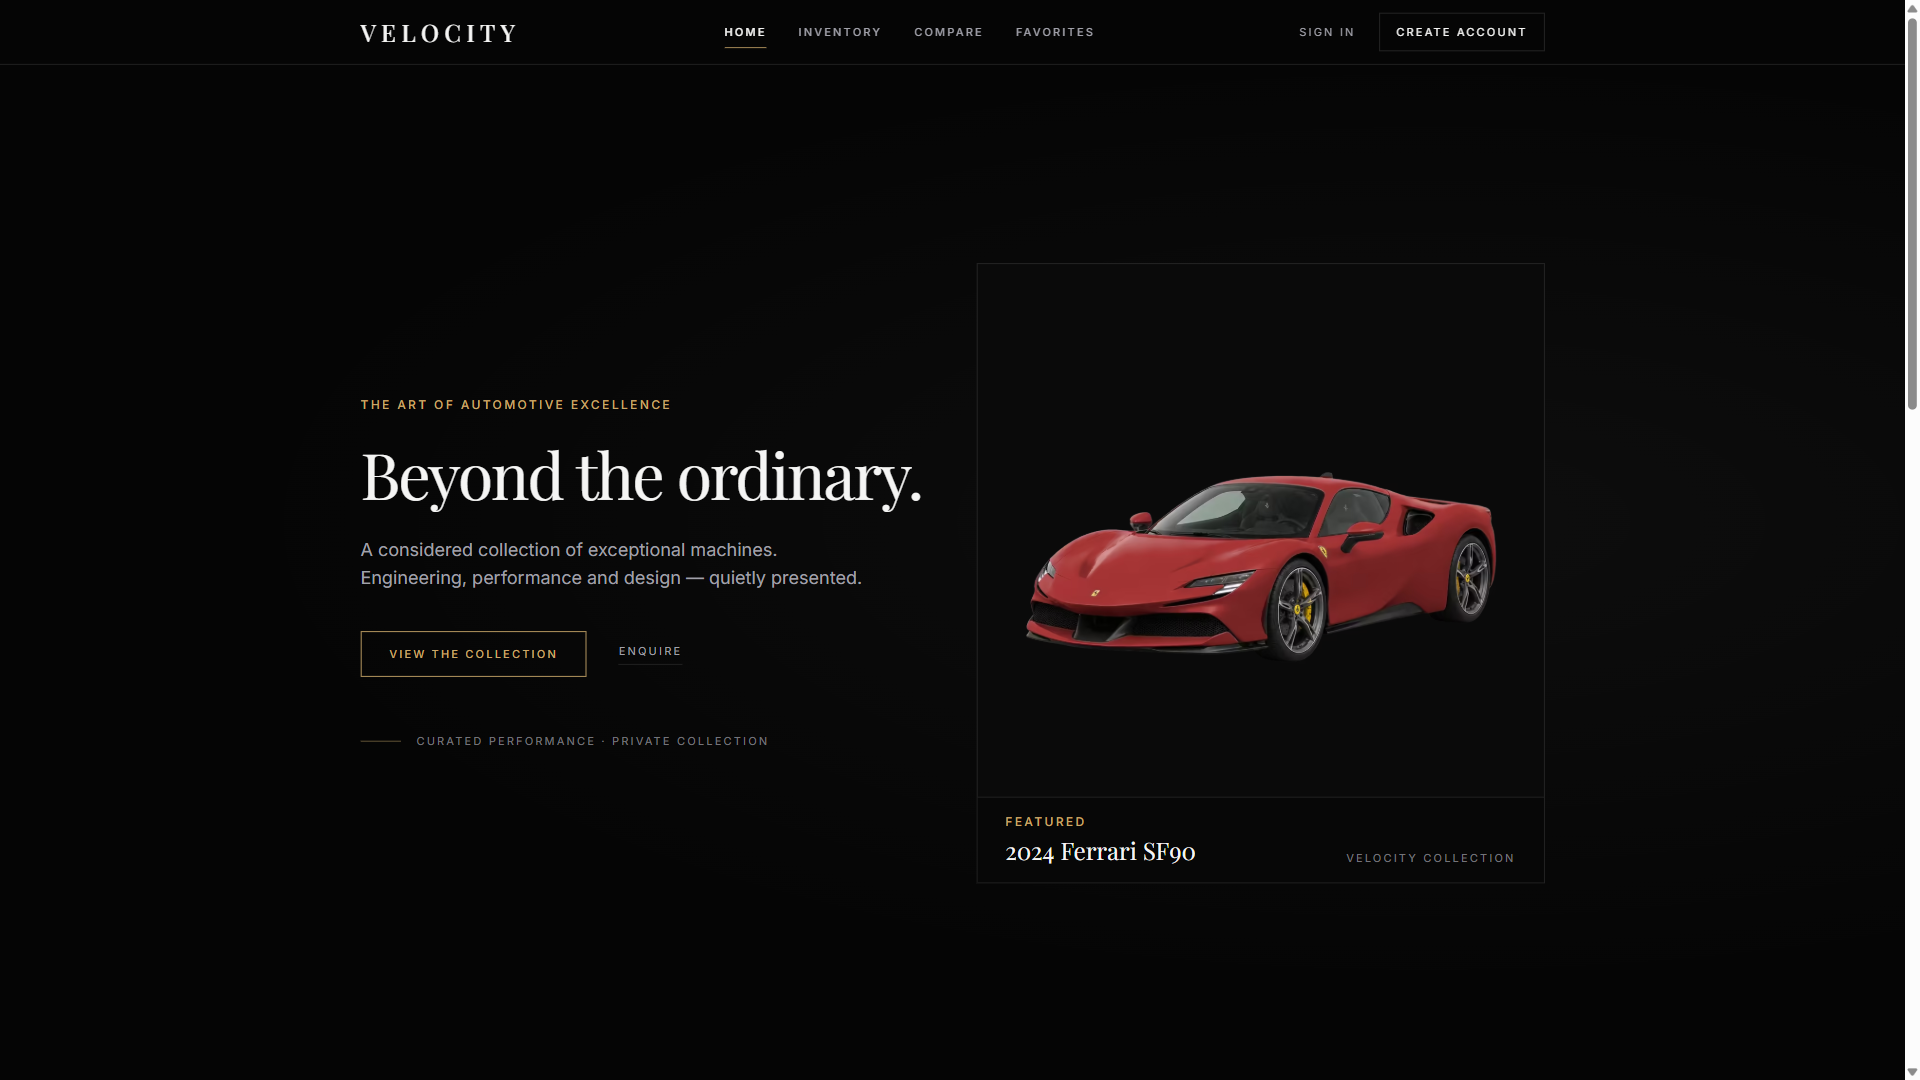 VELOCITY
HOME
INVENTORY
COMPARE
FAVORITES
SIGN IN
CREATE ACCOUNT
THE ART OF AUTOMOTIVE EXCELLENCE
Beyond the ordinary.
A considered collection of exceptional machines.
Engineering, performance and design — quietly presented.
VIEW THE COLLECTION
ENQUIRE
CURATED PERFORMANCE · PRIVATE COLLECTION
FEATURED
2024 Ferrari SF90
VELOCITY COLLECTION